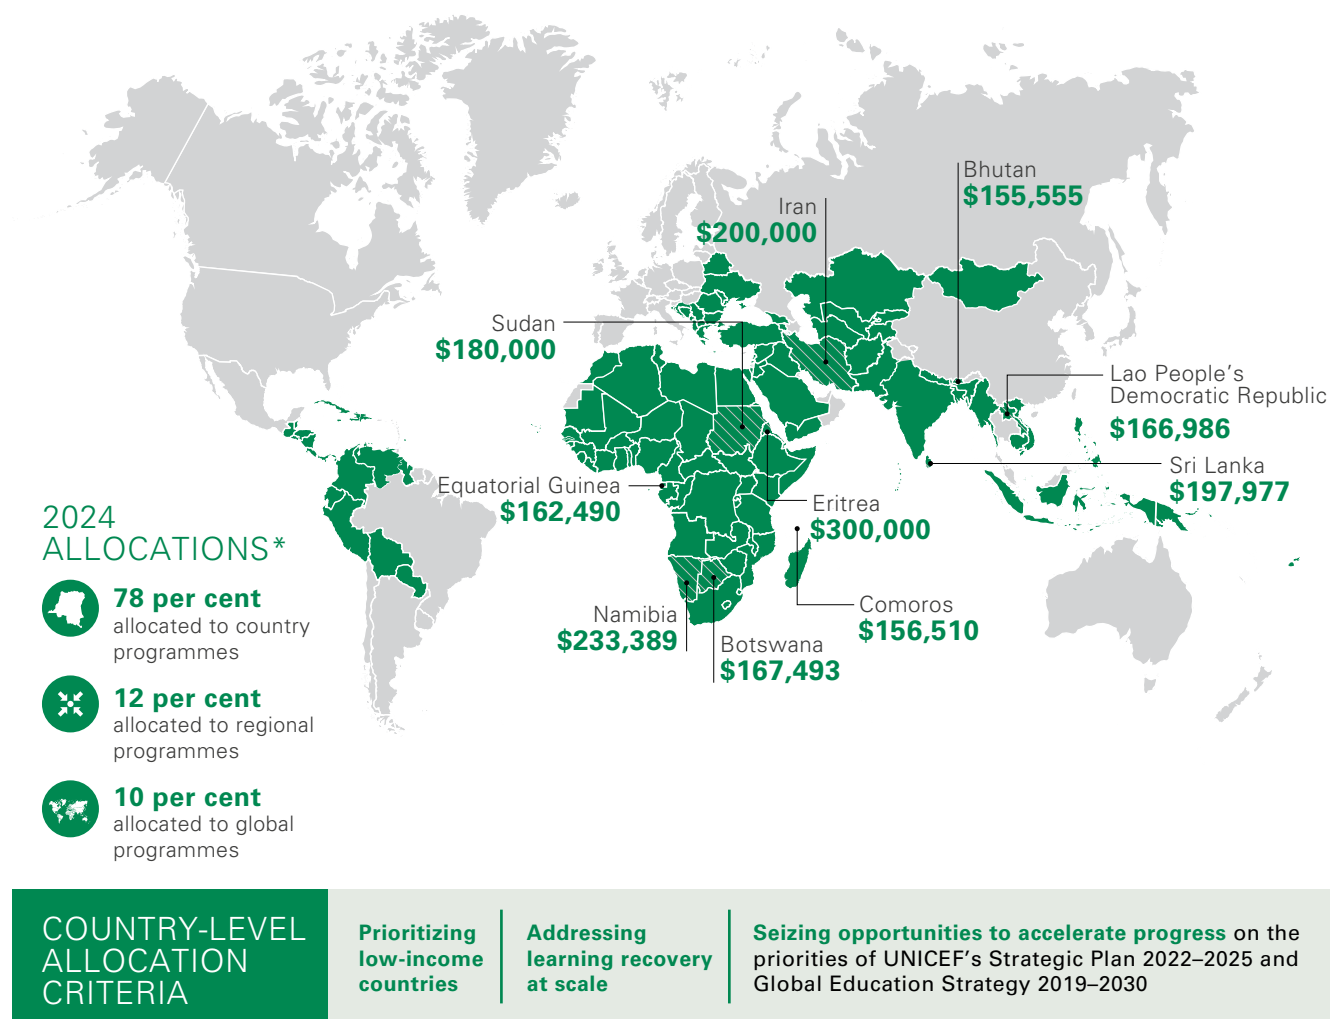 Bhutan
$155,555
Iran
$200,000
Sudan
$180,000
Lao People's
Democratic Republic
$166,986
Sri Lanka
$197,977
Equatorial Guinea
$162,490
Eritrea
$300,000
Comoros
$156,510
Namibia
$233,389
Botswana
$167,493
2024
ALLOCATIONS*
78 per cent
allocated to country
programmes
12 per cent
allocated to regional
programmes
10 per cent
allocated to global
programmes
COUNTRY-LEVEL
ALLOCATION
CRITERIA
Prioritizing
low-income
countries
Addressing
learning recovery
at scale
Seizing opportunities to accelerate progress on the
priorities of UNICEF's Strategic Plan 2022–2025 and
Global Education Strategy 2019–2030